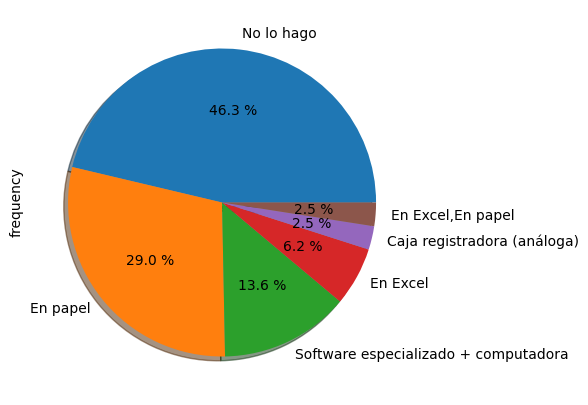 No lo hago
46.3 %
frequency
29.0 %
En papel
13.6 %
Software especializado + computadora
6.2 %
En Excel
2.5 %
Caja registradora (análoga)
2.5 %
En Excel,En papel